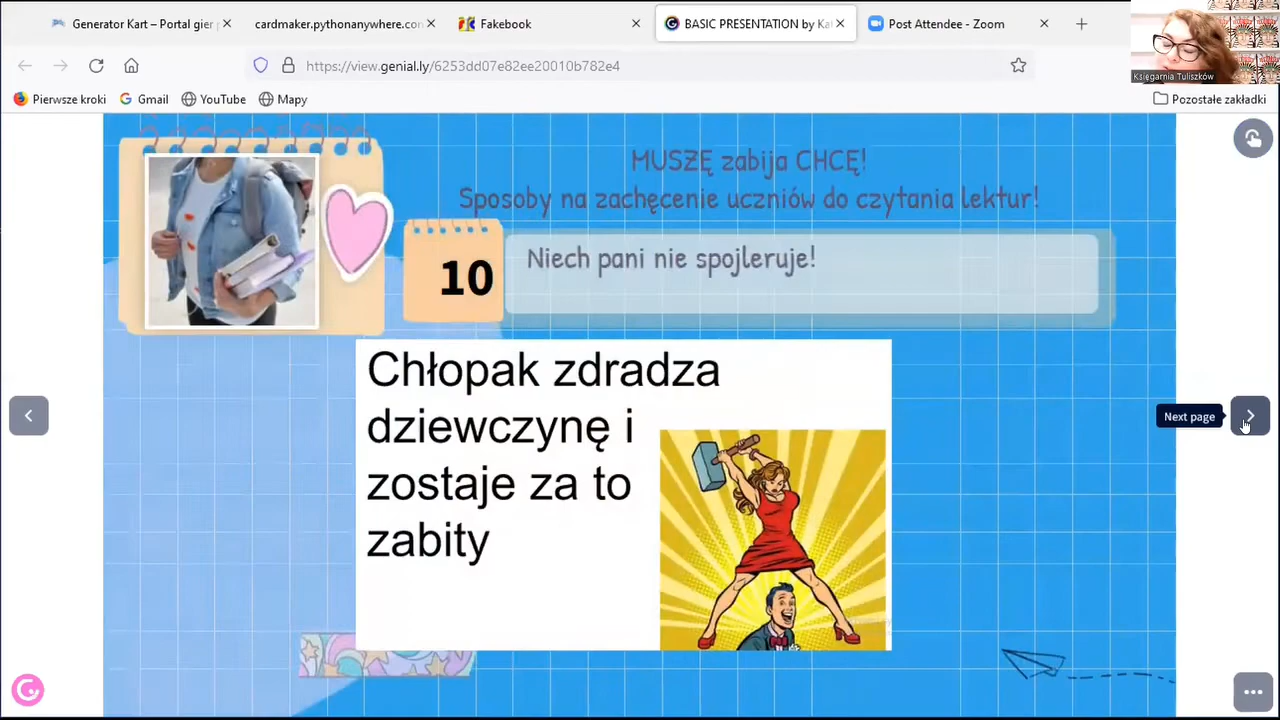 Generator Kart – Portal gier
cardmaker.pythonanywhere.con
Fakebook
BASIC PRESENTATION by Kat
Post Attendee - Zoom
https://view.genial.ly/6253dd07e82ee20010b782e4
Księgarnia Tuliszków
Pierwsze kroki
Gmail
YouTube
Mapy
Pozostałe zakładki
MUSZĘ zabija CHCĘ!
Sposoby na zachęcenie uczniów do czytania lektur!
10
Niech pani nie spojleruje!
Chłopak zdradza
dziewczynę i
zostaje za to
zabity
Next page